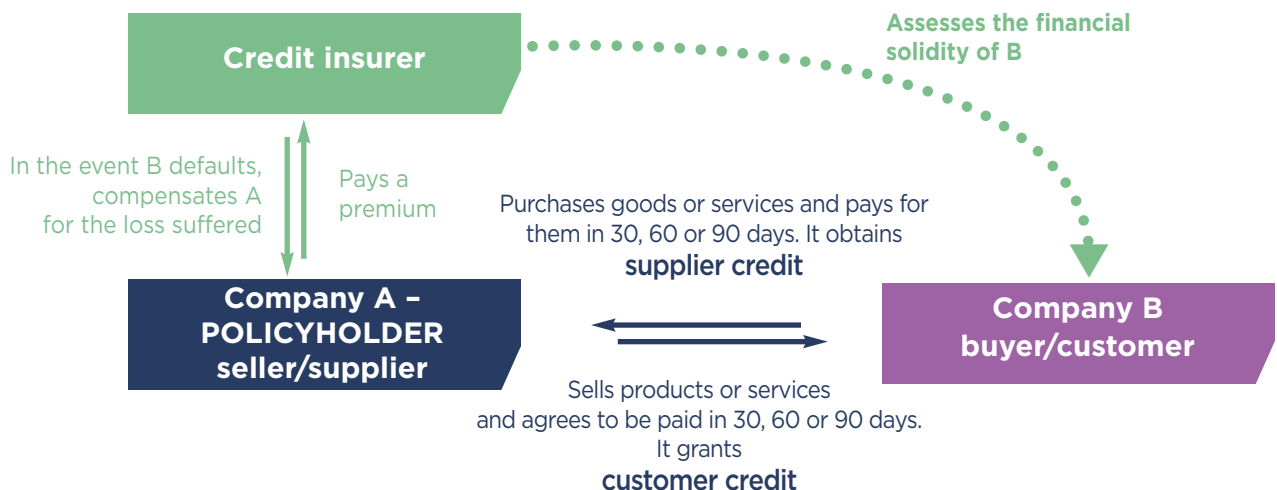 Credit insurer
Assesses the financial
solidity of B
In the event B defaults,
compensates A
for the loss suffered
Pays a
premium
Purchases goods or services and pays for
them in 30, 60 or 90 days. It obtains
supplier credit
Company A –
POLICYHOLDER
seller/supplier
Company B
buyer/customer
Sells products or services
and agrees to be paid in 30, 60 or 90 days.
It grants
customer credit